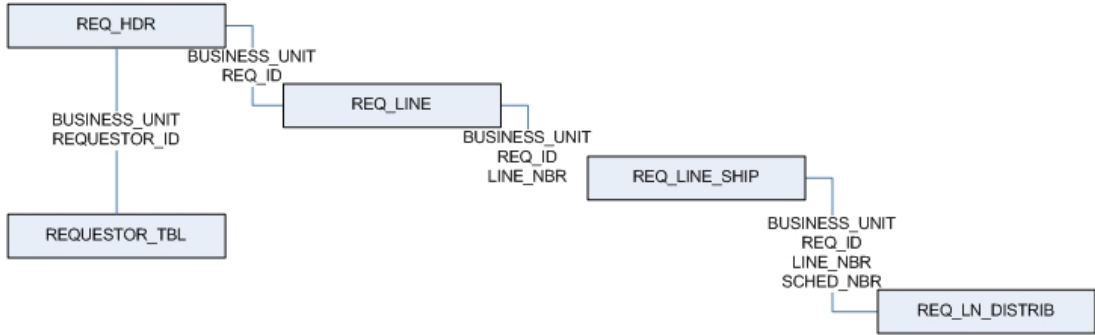 REQ_HDR
BUSINESS_UNIT
REQ_ID
REQ_LINE
BUSINESS_UNIT
REQUESTOR_ID
BUSINESS_UNIT
REQ_ID
LINE_NBR
REQ_LINE_SHIP
REQUESTOR_TBL
BUSINESS_UNIT
REQ_ID
LINE_NBR
SCHED_NBR
REQ_LN_DISTRIB